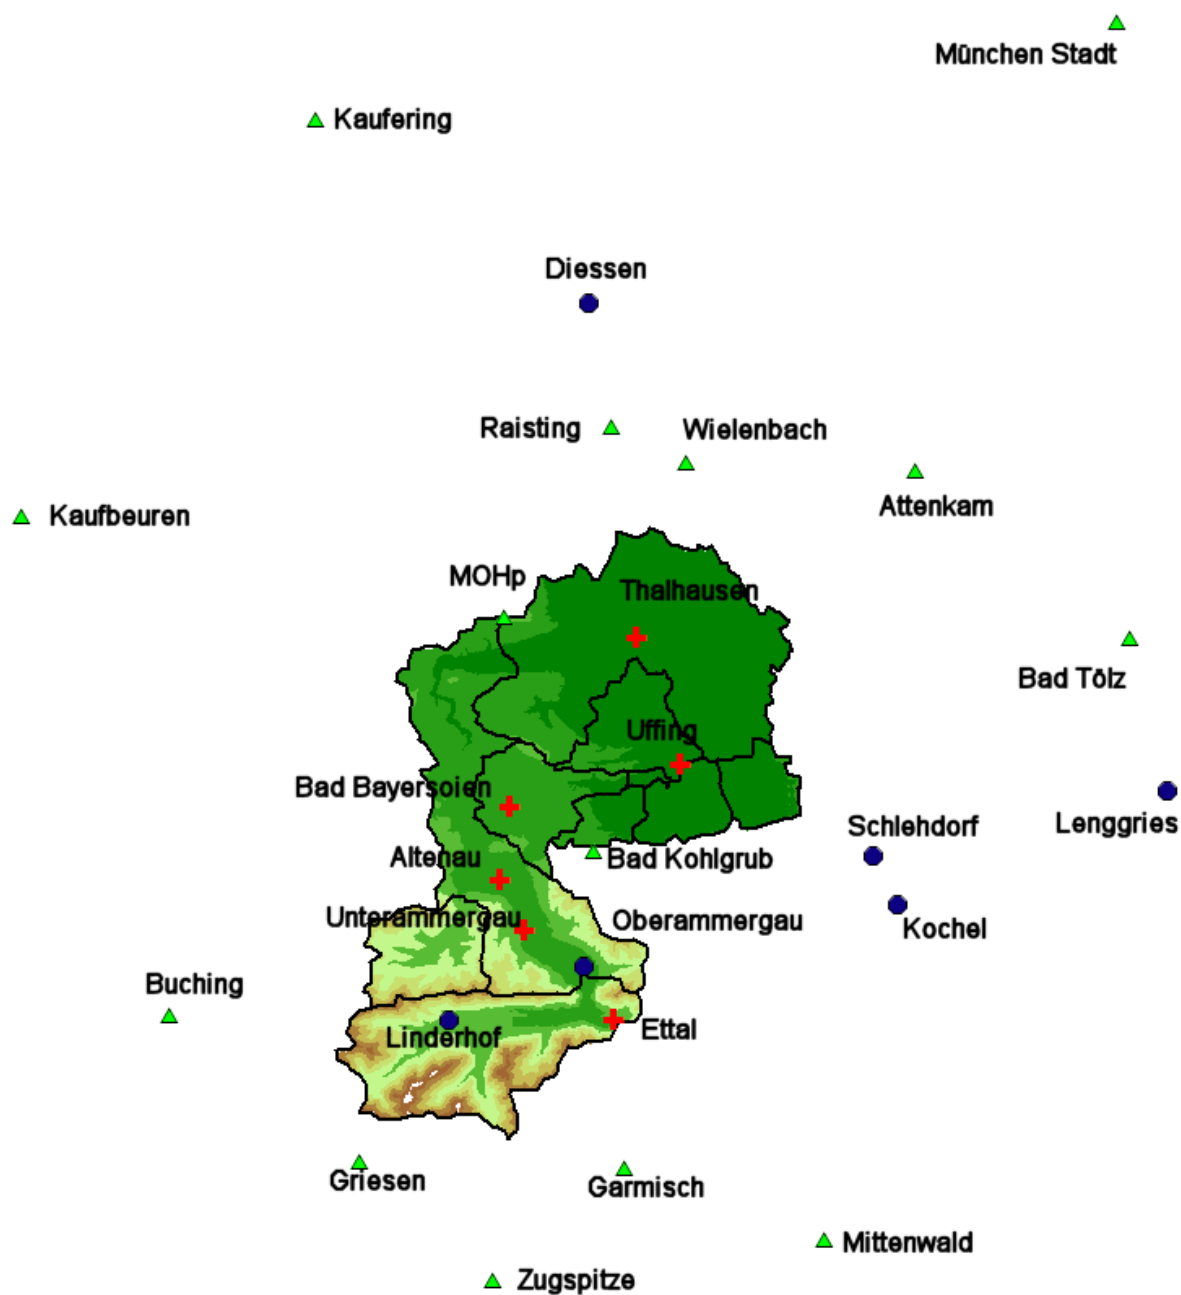 München Stadt
Kaufering
Diessen
Raisting
Wielenbach
Attenkam
Kaufbeuren
MOHp
Thalhausen
Bad Tölz
Uffing
Bad Bayersoien
Lenggries
Schlehdorf
Altenau
Bad Kohlgrub
Unterammergau
Oberammergau
Kochel
Buching
Linderhof
Ettal
Griesen
Garmisch
Mittenwald
Zugspitze